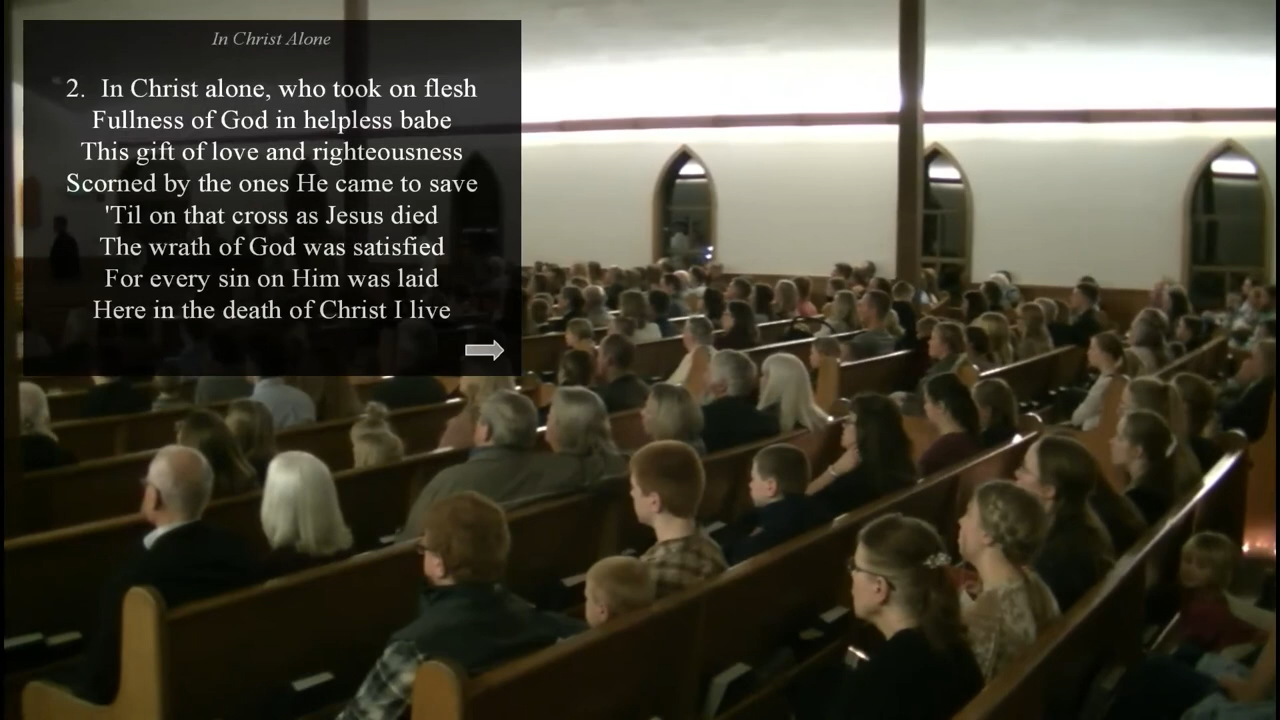 In Christ Alone
2. In Christ alone, who took on flesh
Fullness of God in helpless babe
This gift of love and righteousness
Scorned by the ones He came to save
'Til on that cross as Jesus died
The wrath of God was satisfied
For every sin on Him was laid
Here in the death of Christ I live